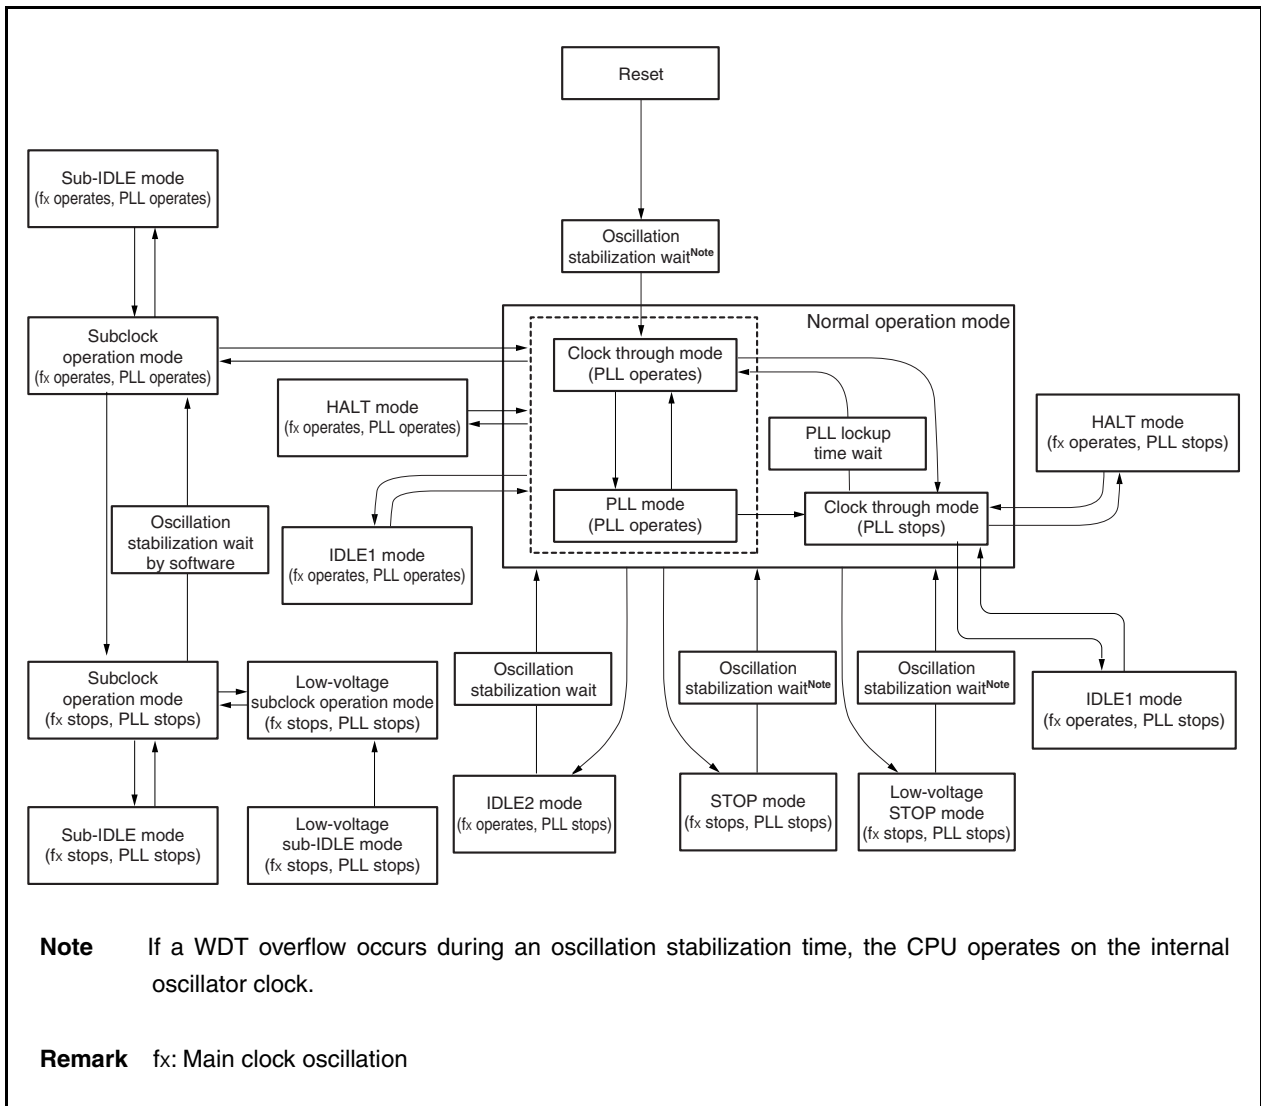 Reset
Sub-IDLE mode
(fx operates, PLL operates)
Oscillation
stabilization waitNote
Normal operation mode
Subclock
operation mode
(fx operates, PLL operates)
Clock through mode
(PLL operates)
HALT mode
(fx operates, PLL operates)
PLL lockup
time wait
HALT mode
(fx operates, PLL stops)
PLL mode
(PLL operates)
Clock through mode
(PLL stops)
Oscillation
stabilization wait
by software
IDLE1 mode
(fx operates, PLL operates)
Subclock
operation mode
(fx stops, PLL stops)
Low-voltage
subclock operation mode
(fx stops, PLL stops)
Oscillation
stabilization wait
Oscillation
stabilization waitNote
Oscillation
stabilization waitNote
IDLE1 mode
(fx operates, PLL stops)
Sub-IDLE mode
(fx stops, PLL stops)
Low-voltage
sub-IDLE mode
(fx stops, PLL stops)
IDLE2 mode
(fx operates, PLL stops)
STOP mode
(fx stops, PLL stops)
Low-voltage
STOP mode
(fx stops, PLL stops)
Note If a WDT overflow occurs during an oscillation stabilization time, the CPU operates on the internal
oscillator clock.
Remark fx: Main clock oscillation